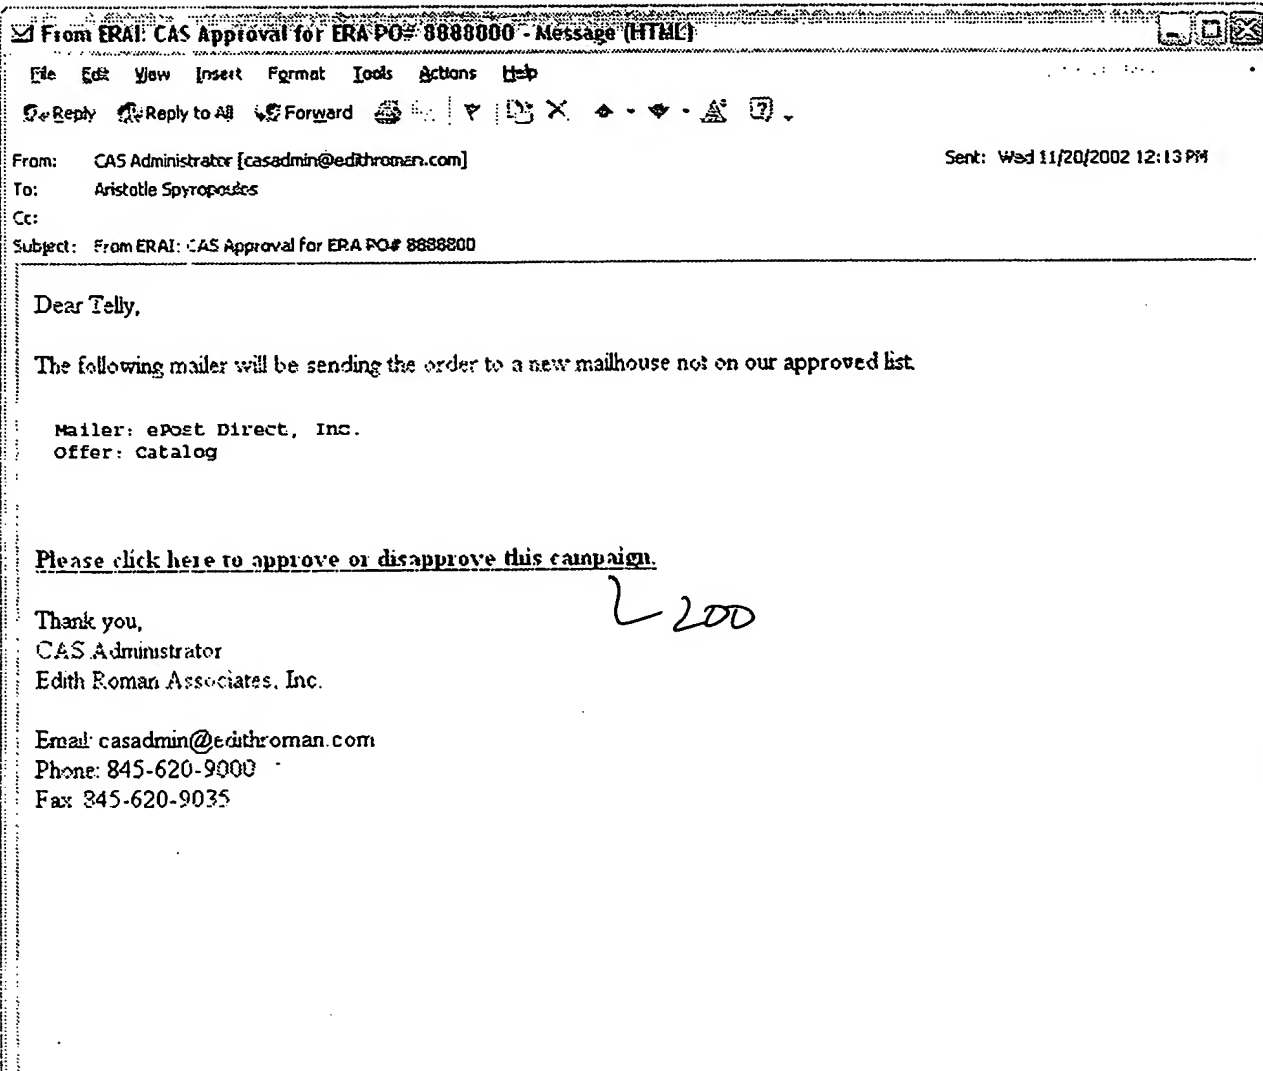 From ERAI: CAS Approval for ERA PO# 8888800 - Message (HTML)
File Edit View Insert Format Tools Actions Help
Reply Reply to All Forward
From: CAS Administrator [casadmin@edithroman.com] Sent: Wed 11/20/2002 12:13 PM
To: Aristotle Spyropoulos
Cc:
Subject: From ERAI: CAS Approval for ERA PO# 8888800
Dear Telly,
The following mailer will be sending the order to a new mailhouse not on our approved list.
Mailer: ePost Direct, Inc.
Offer: Catalog
Please click here to approve or disapprove this campaign.
200
Thank you,
CAS Administrator
Edith Roman Associates, Inc.
Email: casadmin@edithroman.com
Phone: 845-620-9000
Fax 845-620-9035